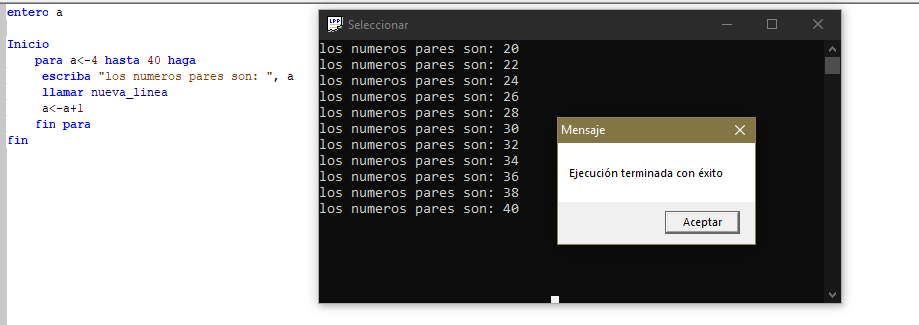 entero a
Inicio
para a<-4 hasta 40 haga
escriba "los numeros pares son: ", a
llamar nueva_linea
a<-a+1
fin para
fin
LPP
Seleccionar
los numeros pares son: 20
los numeros pares son: 22
los numeros pares son: 24
los numeros pares son: 26
los numeros pares son: 28
los numeros pares son: 30
los numeros pares son: 32
los numeros pares son: 34
los numeros pares son: 36
los numeros pares son: 38
los numeros pares son: 40
Mensaje
Ejecución terminada con éxito
Aceptar